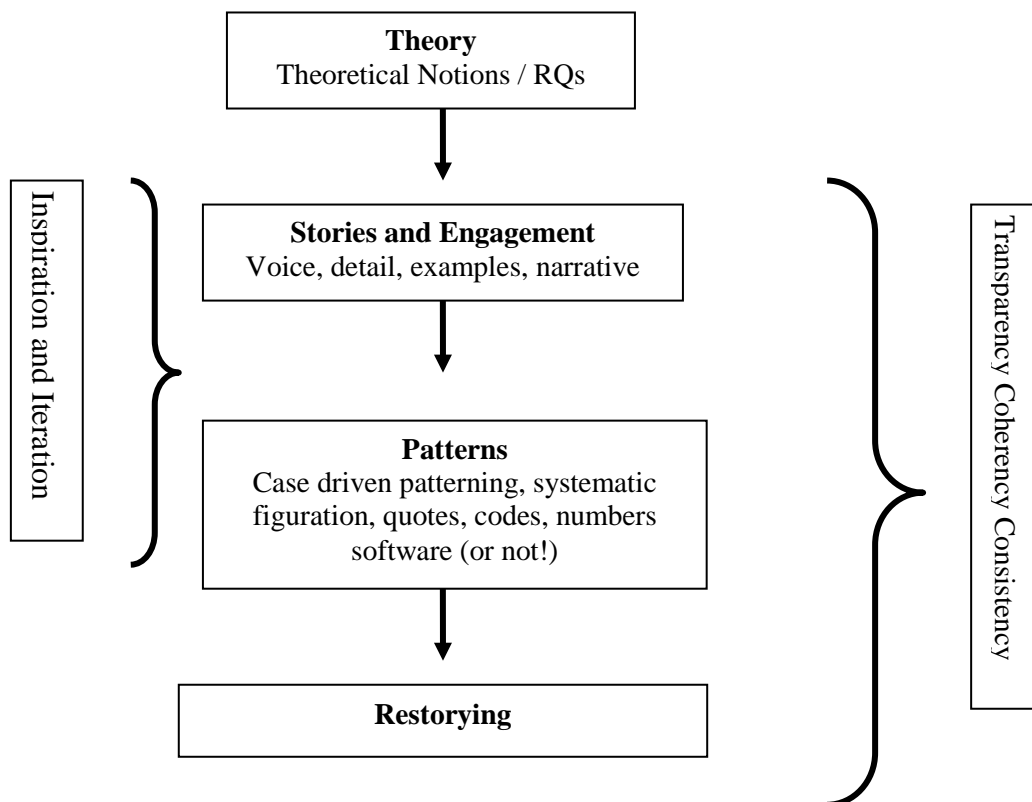 Theory
Theoretical Notions / RQs
Inspiration and Iteration
Stories and Engagement
Voice, detail, examples, narrative
Transparency Coherency Consistency
Patterns
Case driven patterning, systematic
figuration, quotes, codes, numbers
software (or not!)
Restorying